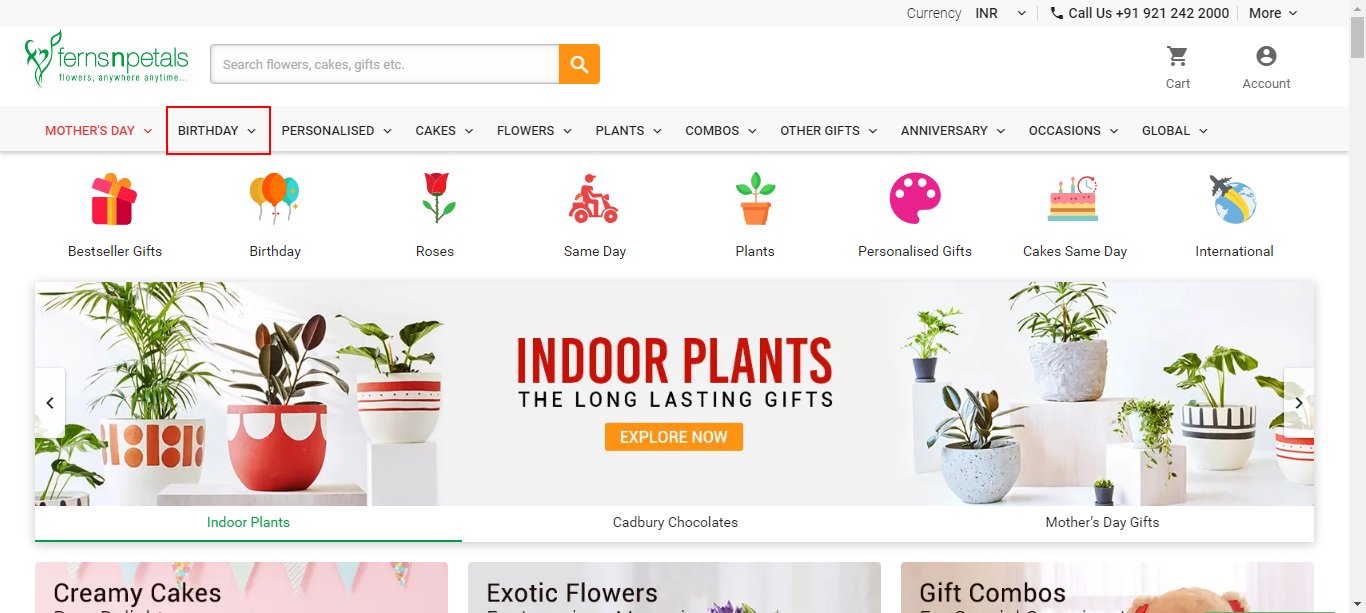 Currency INR Call Us +91 921 242 2000 More
fernsnpetals
flowers, anywhere anytime...
Search flowers, cakes, gifts etc.
Cart Account
MOTHER'S DAY BIRTHDAY PERSONALISED CAKES FLOWERS PLANTS COMBOS OTHER GIFTS ANNIVERSARY OCCASIONS GLOBAL
Bestseller Gifts Birthday Roses Same Day Plants Personalised Gifts Cakes Same Day International
INDOOR PLANTS
THE LONG LASTING GIFTS
EXPLORE NOW
Indoor Plants Cadbury Chocolates Mother's Day Gifts
Creamy Cakes Exotic Flowers Gift Combos